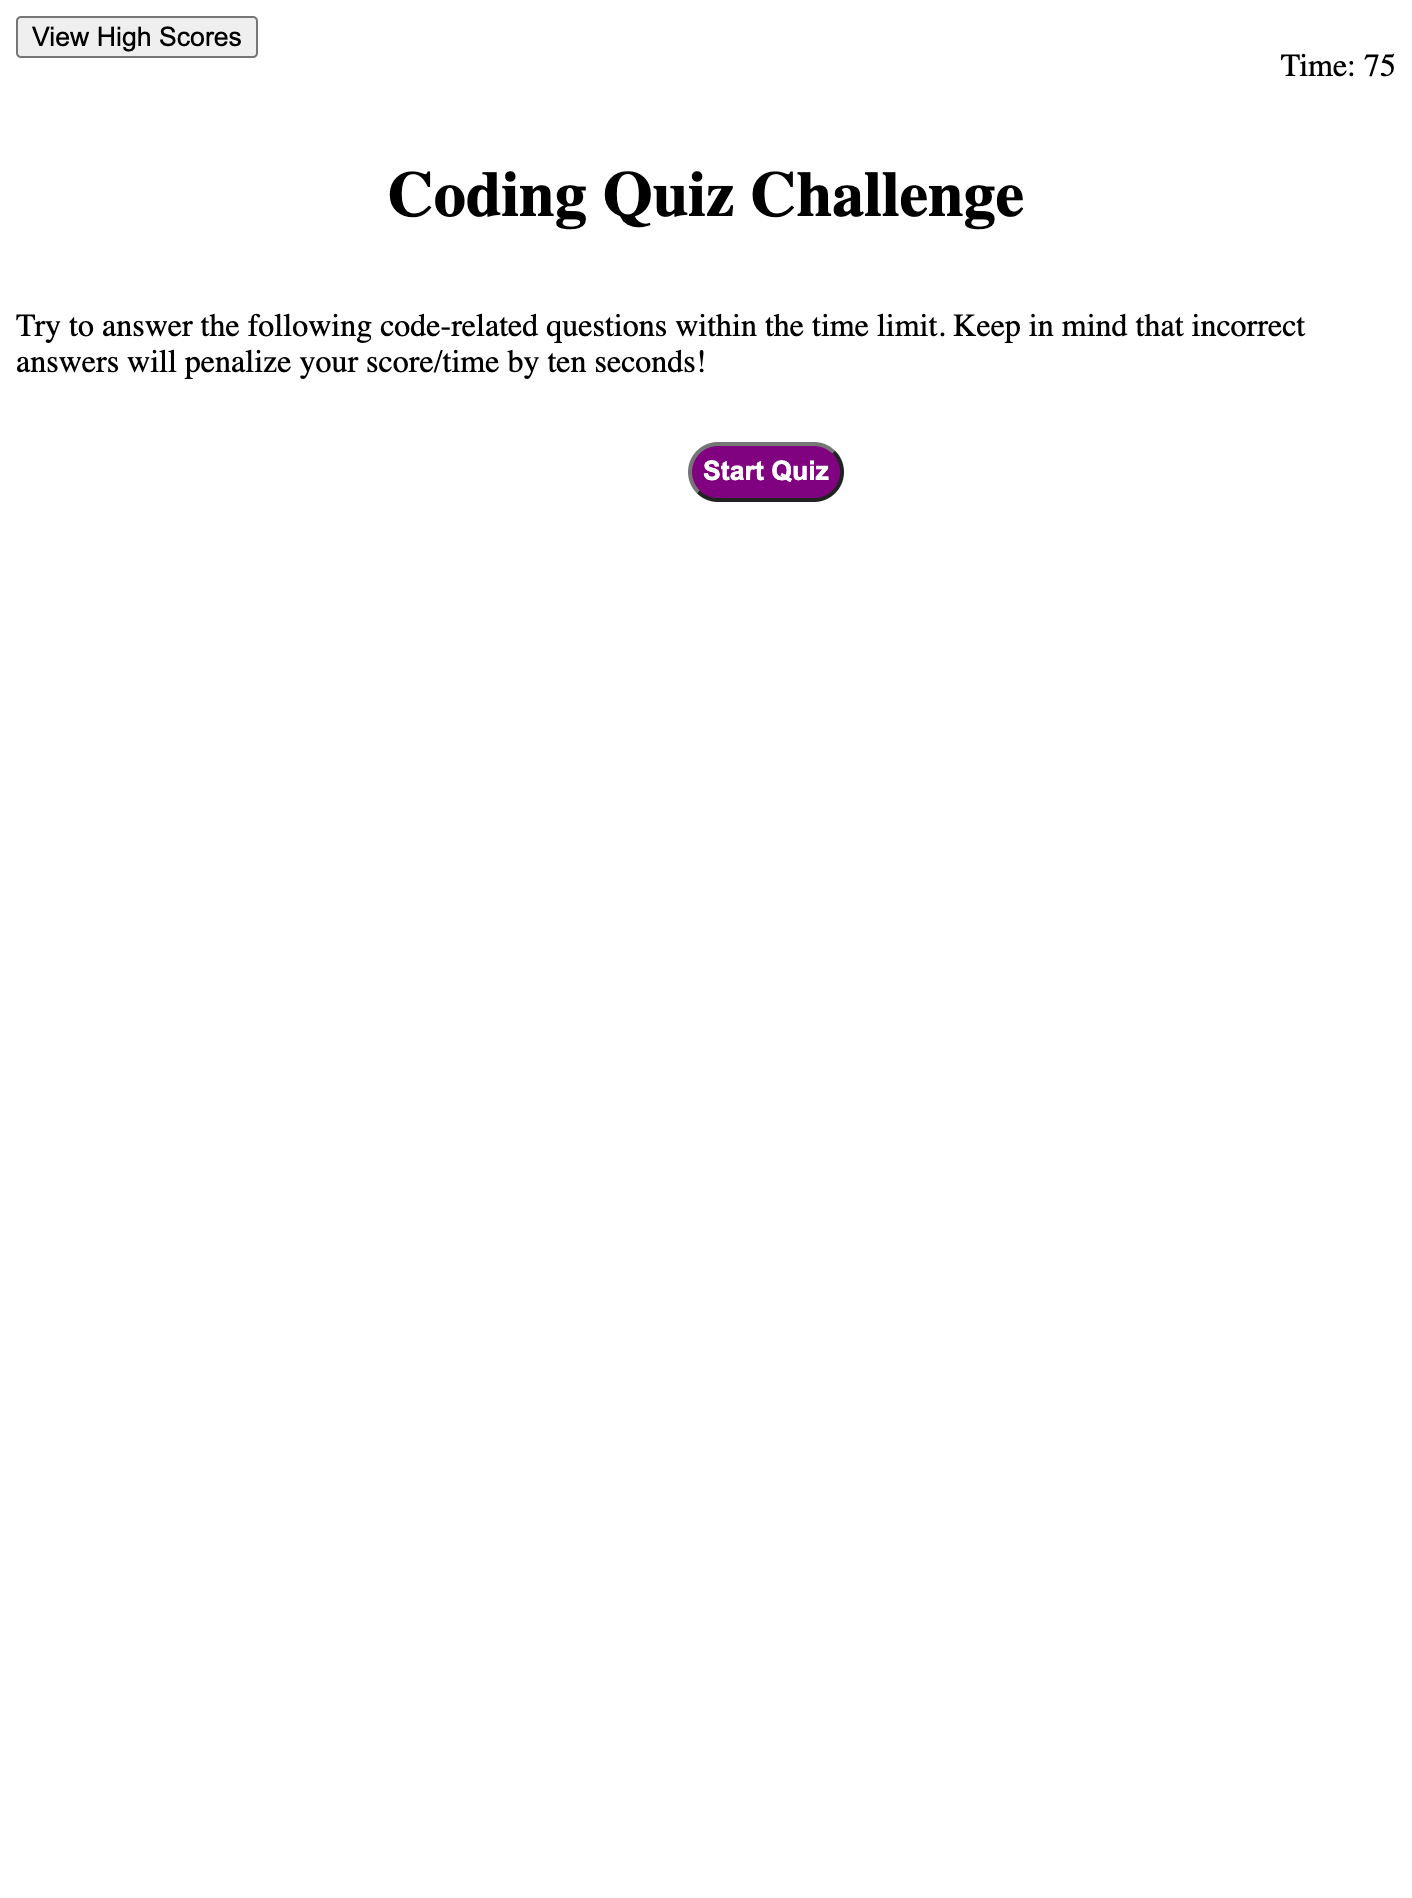 View High Scores
Time: 75
Coding Quiz Challenge
Try to answer the following code-related questions within the time limit. Keep in mind that incorrect
answers will penalize your score/time by ten seconds!
Start Quiz